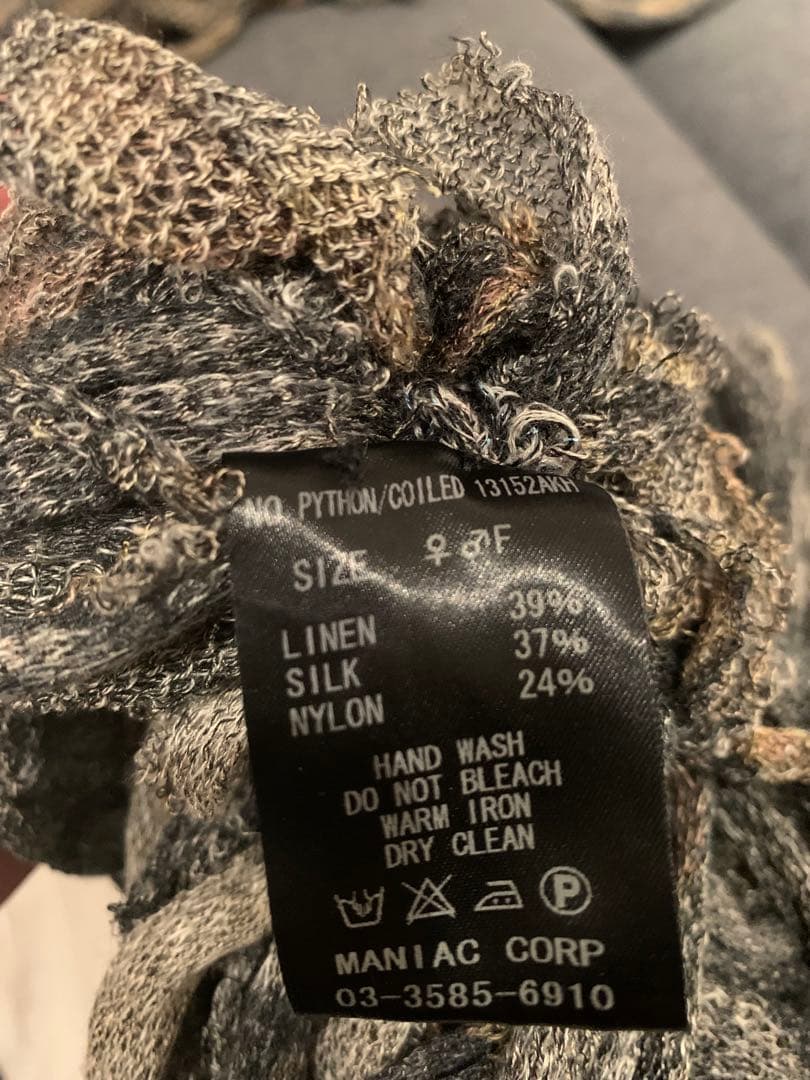 NO PYTHON/COILED 13152AKH
SIZE ♀♂F
LINEN 39%
SILK 37%
NYLON 24%
HAND WASH
DO NOT BLEACH
WARM IRON
DRY CLEAN
P
MANIAC CORP
03-3585-6910